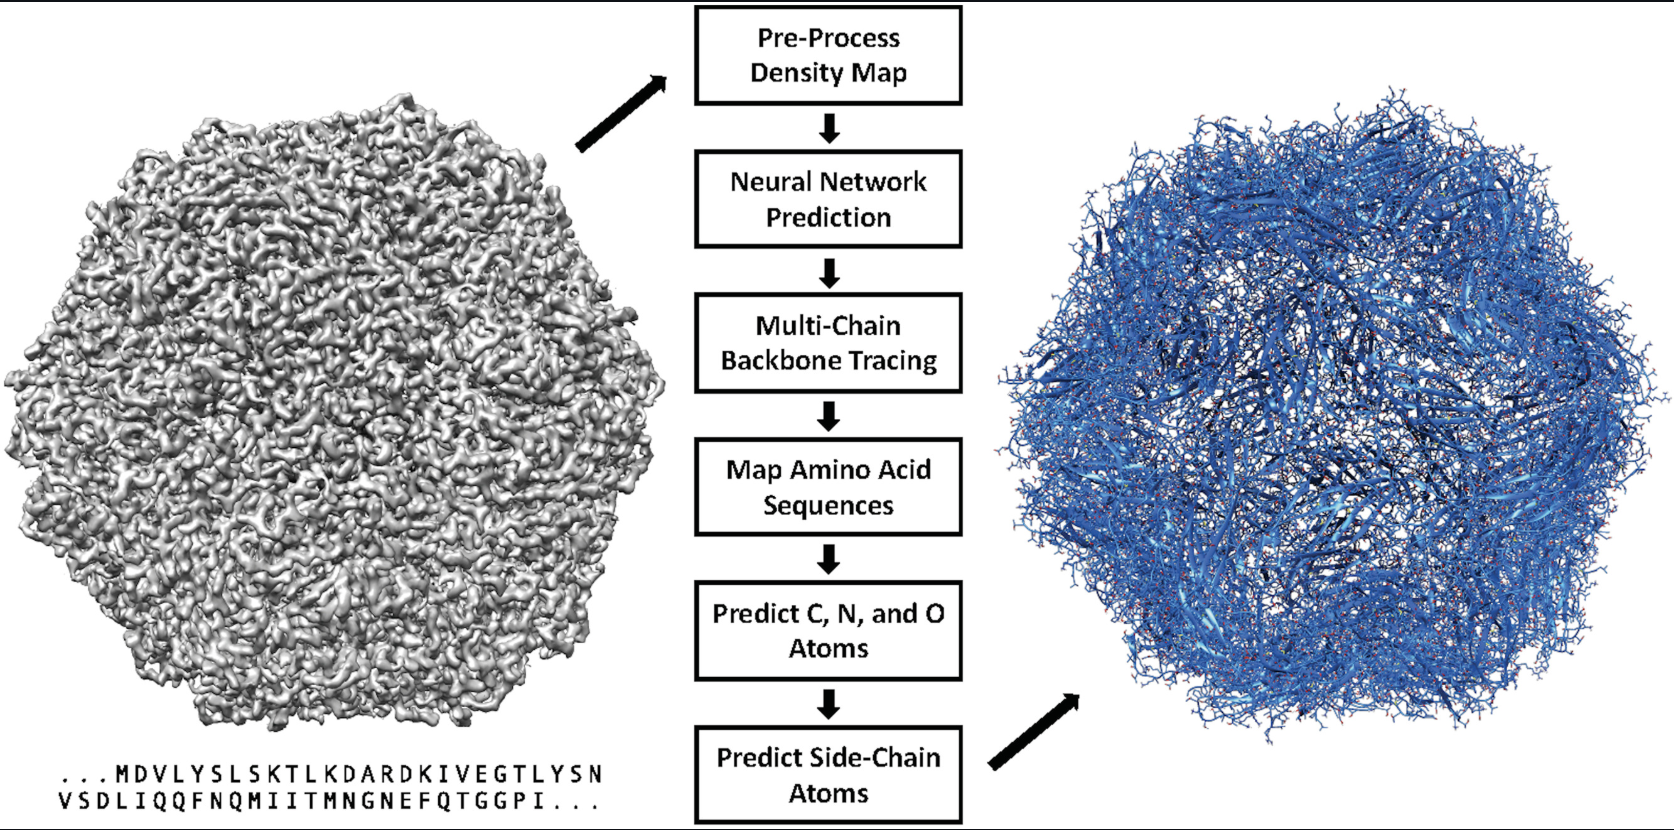 Pre-Process
Density Map
Neural Network
Prediction
Multi-Chain
Backbone Tracing
Map Amino Acid
Sequences
Predict C, N, and O
Atoms
Predict Side-Chain
Atoms
...MDVLYSLSKTLKDARDKIVEGTLYSN
VSDLIQQFNQMIITMNGNEFQTGGPI...